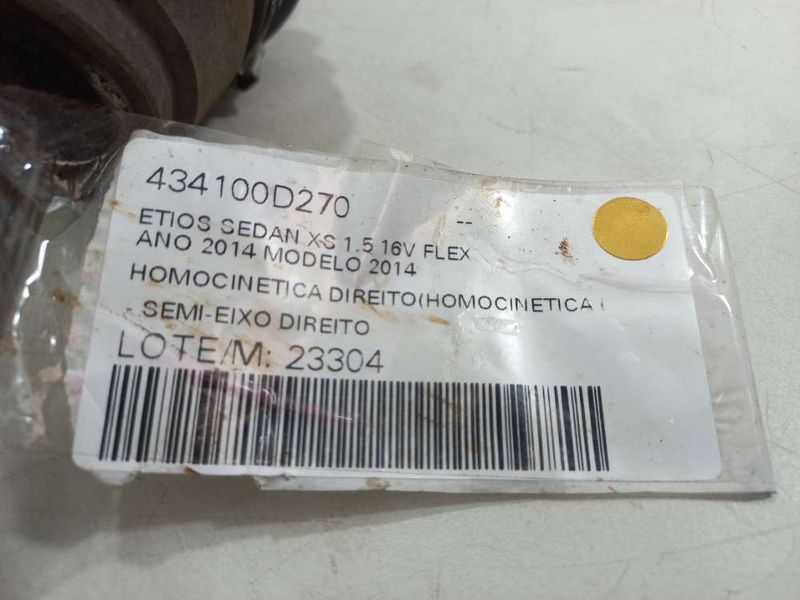 434100D270
--
ETIOS SEDAN XS 1.5 16V FLEX
ANO 2014 MODELO 2014
HOMOCINETICA DIREITO(HOMOCINETICA (
- SEMI-EIXO DIREITO
LOTE/M: 23304